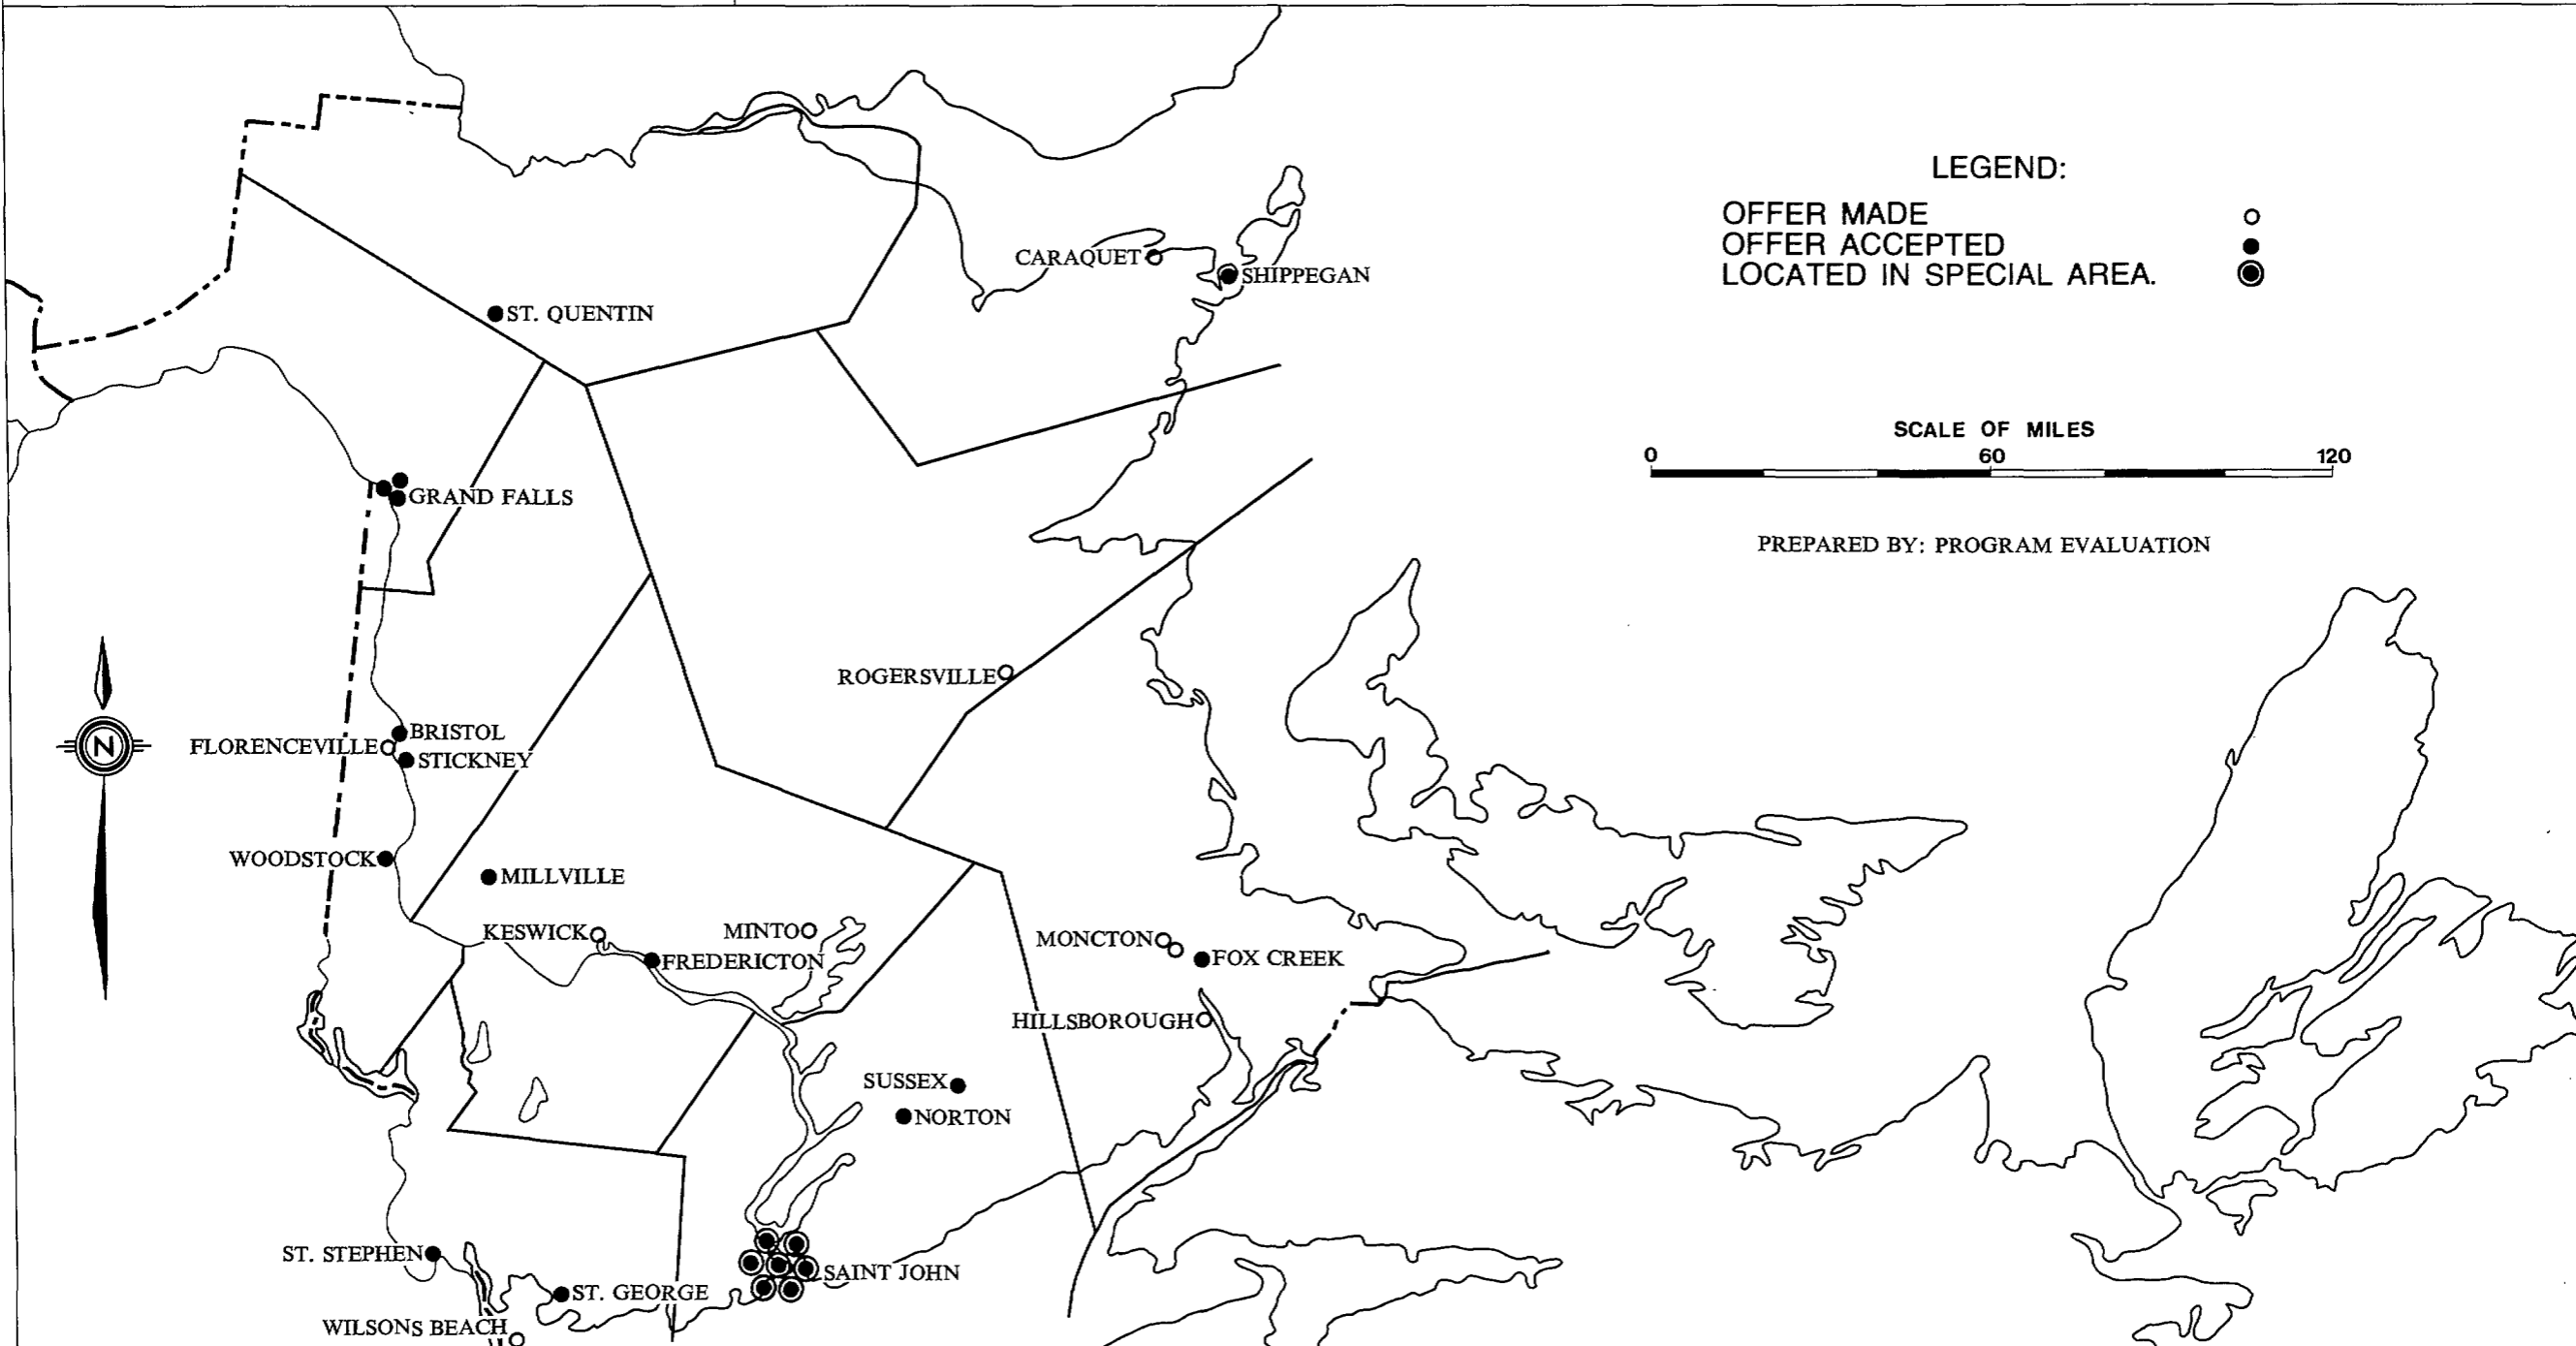 LEGEND:
OFFER MADE
OFFER ACCEPTED
LOCATED IN SPECIAL AREA.
SCALE OF MILES
0 60 120
PREPARED BY: PROGRAM EVALUATION
CARAQUET
SHIPPEGAN
ST. QUENTIN
GRAND FALLS
ROGERSVILLE
BRISTOL
FLORENCEVILLE
STICKNEY
N
WOODSTOCK
MILLVILLE
KESWICK
MINTO
FREDERICTON
MONCTON
FOX CREEK
HILLSBOROUGH
SUSSEX
NORTON
ST. STEPHEN
SAINT JOHN
ST. GEORGE
WILSONS BEACH